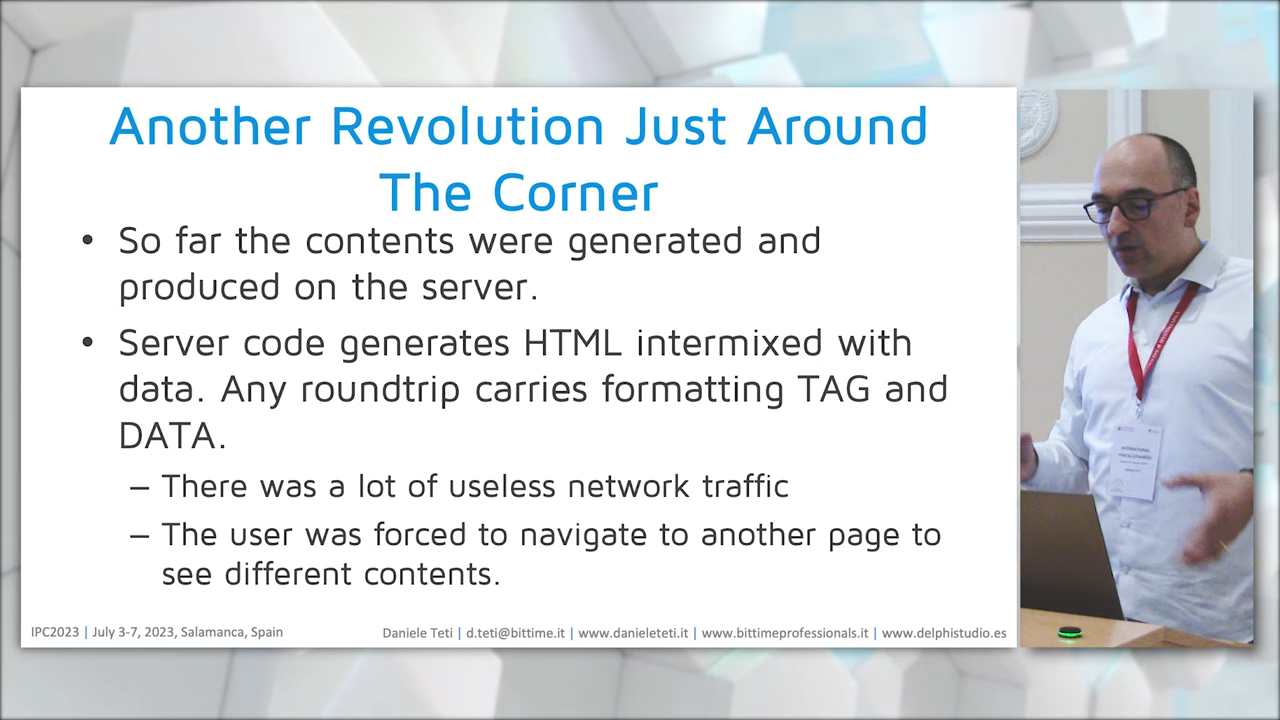 Another Revolution Just Around
The Corner
• So far the contents were generated and
produced on the server.
• Server code generates HTML intermixed with
data. Any roundtrip carries formatting TAG and
DATA.
– There was a lot of useless network traffic
– The user was forced to navigate to another page to
see different contents.
IPC2023 | July 3-7, 2023, Salamanca, Spain
Daniele Teti | d.teti@bittime.it | www.danieleteti.it | www.bittimeprofessionals.it | www.delphistudio.es
INTERNATIONAL
PASCAL CONGRESS